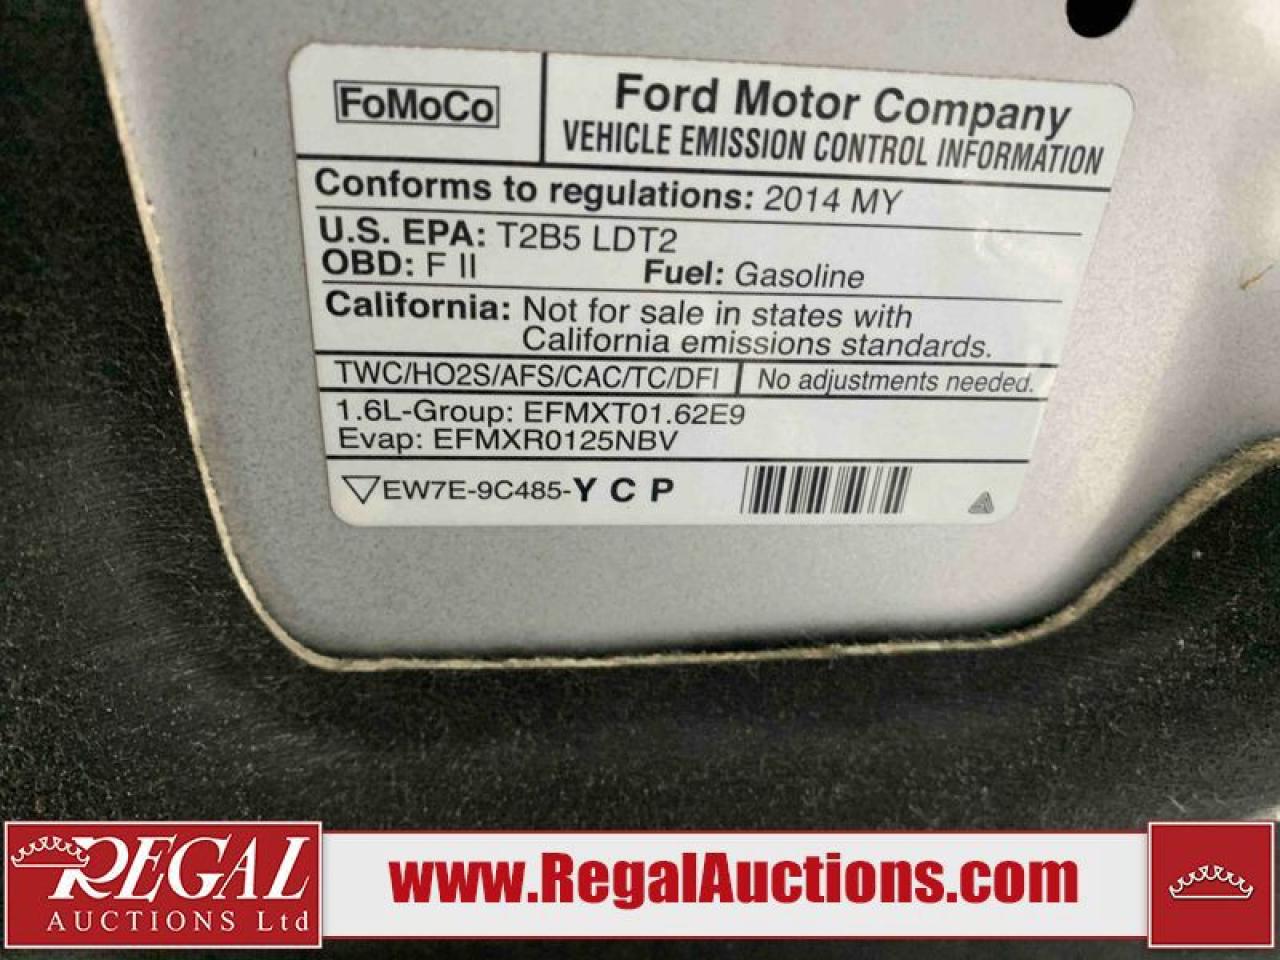 FoMoCo
Ford Motor Company
VEHICLE EMISSION CONTROL INFORMATION
Conforms to regulations: 2014 MY
U.S. EPA: T2B5 LDT2
OBD: F II Fuel: Gasoline
California: Not for sale in states with
California emissions standards.
TWC/HO2S/AFS/CAC/TC/DFI No adjustments needed.
1.6L-Group: EFMXT01.62E9
Evap: EFMXR0125NBV
EW7E-9C485-Y C P
REGAL
AUCTIONS Ltd
www.RegalAuctions.com